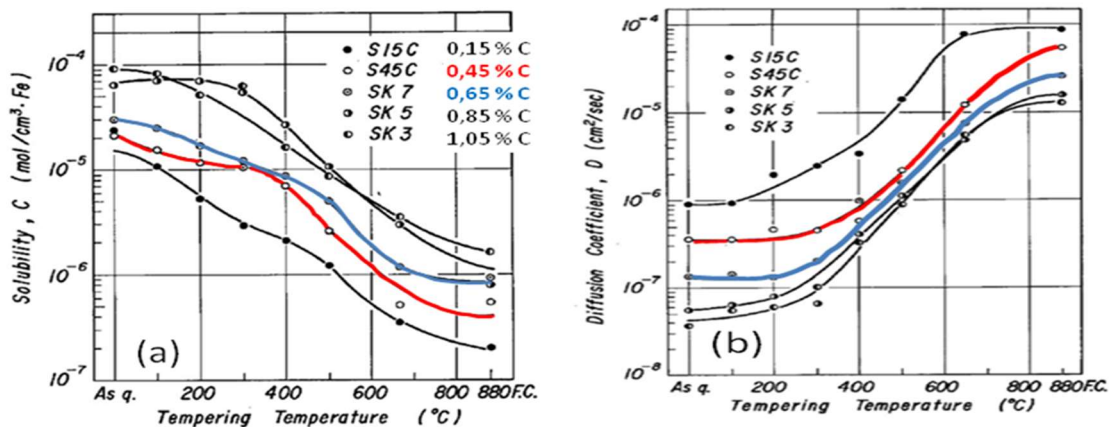 10⁻⁴
10⁻⁵
10⁻⁶
10⁻⁷
Solubility , C (mol/cm³·Fe)
S15C 0,15 % C
S45C 0,45 % C
SK 7 0,65 % C
SK 5 0,85 % C
SK 3 1,05 % C
(a)
As q. 200 400 600 880F.C.
Tempering Temperature (°C)
10⁻⁴
10⁻⁵
10⁻⁶
10⁻⁷
10⁻⁸
Diffusion Coefficient , D (cm²/sec)
S15C
S45C
SK 7
SK 5
SK 3
(b)
As q. 200 400 600 800 880F.C.
Tempering Temperature (°C)